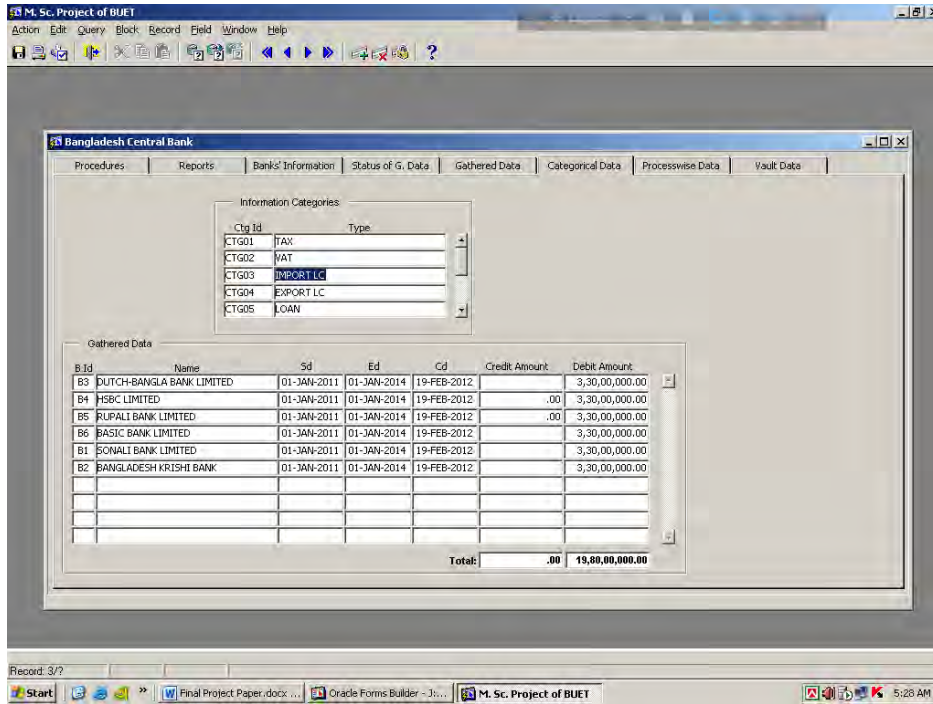 M. Sc. Project of BUET
Action Edit Query Block Record Field Window Help
Bangladesh Central Bank
Procedures Reports Banks' Information Status of G. Data Gathered Data Categorical Data Processwise Data Vault Data
Information Categories
Ctg Id Type
CTG01 TAX
CTG02 VAT
CTG03 IMPORT LC
CTG04 EXPORT LC
CTG05 LOAN
Gathered Data
B.Id Name Sd Ed Cd Credit Amount Debit Amount
B3 DUTCH-BANGLA BANK LIMITED 01-JAN-2011 01-JAN-2014 19-FEB-2012 3,30,00,000.00
B4 HSBC LIMITED 01-JAN-2011 01-JAN-2014 19-FEB-2012 .00 3,30,00,000.00
B5 RUPALI BANK LIMITED 01-JAN-2011 01-JAN-2014 19-FEB-2012 .00 3,30,00,000.00
B6 BASIC BANK LIMITED 01-JAN-2011 01-JAN-2014 19-FEB-2012 3,30,00,000.00
B1 SONALI BANK LIMITED 01-JAN-2011 01-JAN-2014 19-FEB-2012 3,30,00,000.00
B2 BANGLADESH KRISHI BANK 01-JAN-2011 01-JAN-2014 19-FEB-2012 3,30,00,000.00
Total: .00 19,80,00,000.00
Record: 3/?
Start Final Project Paper.docx ... Oracle Forms Builder - J:... M. Sc. Project of BUET 5:28 AM